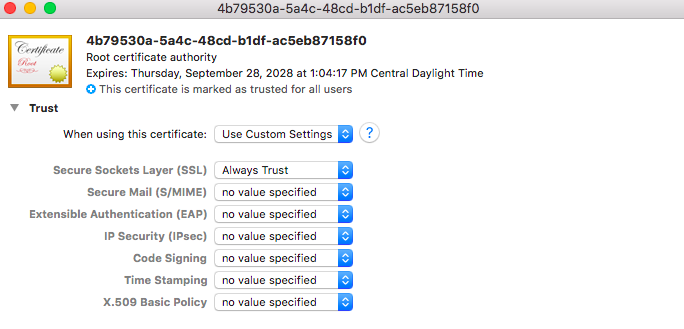 4b79530a-5a4c-48cd-b1df-ac5eb87158f0
Certificate
Root
4b79530a-5a4c-48cd-b1df-ac5eb87158f0
Root certificate authority
Expires: Thursday, September 28, 2028 at 1:04:17 PM Central Daylight Time
This certificate is marked as trusted for all users
Trust
When using this certificate: Use Custom Settings ?
Secure Sockets Layer (SSL) Always Trust
Secure Mail (S/MIME) no value specified
Extensible Authentication (EAP) no value specified
IP Security (IPsec) no value specified
Code Signing no value specified
Time Stamping no value specified
X.509 Basic Policy no value specified